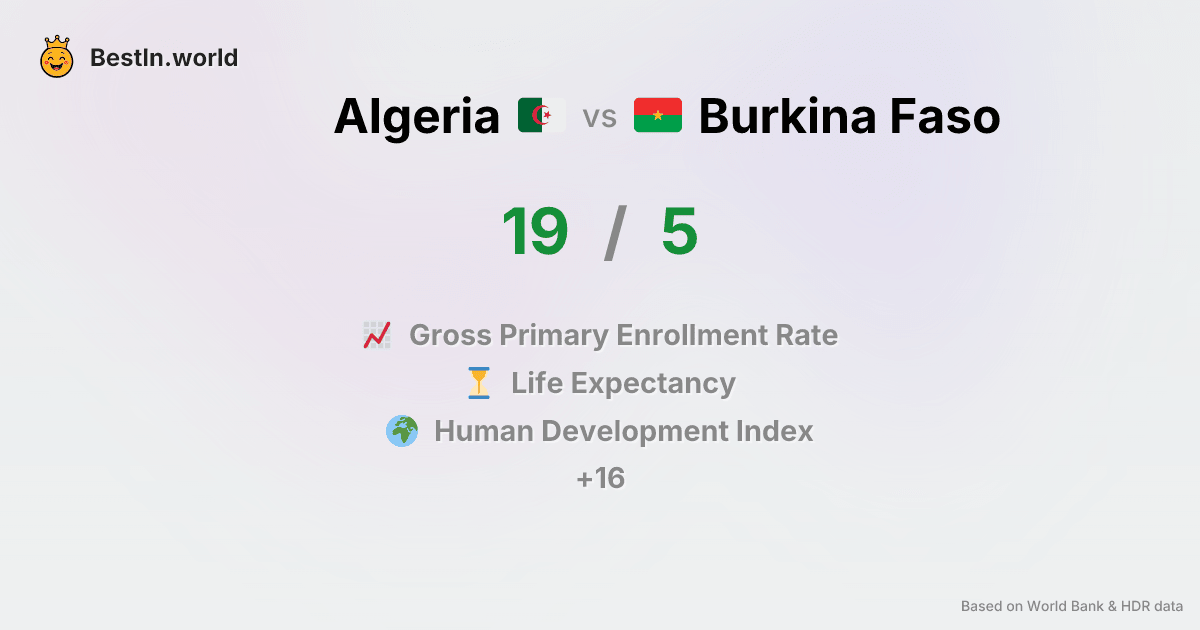 BestIn.world
Algeria vs Burkina Faso
19 / 5
Gross Primary Enrollment Rate
Life Expectancy
Human Development Index
+16
Based on World Bank & HDR data